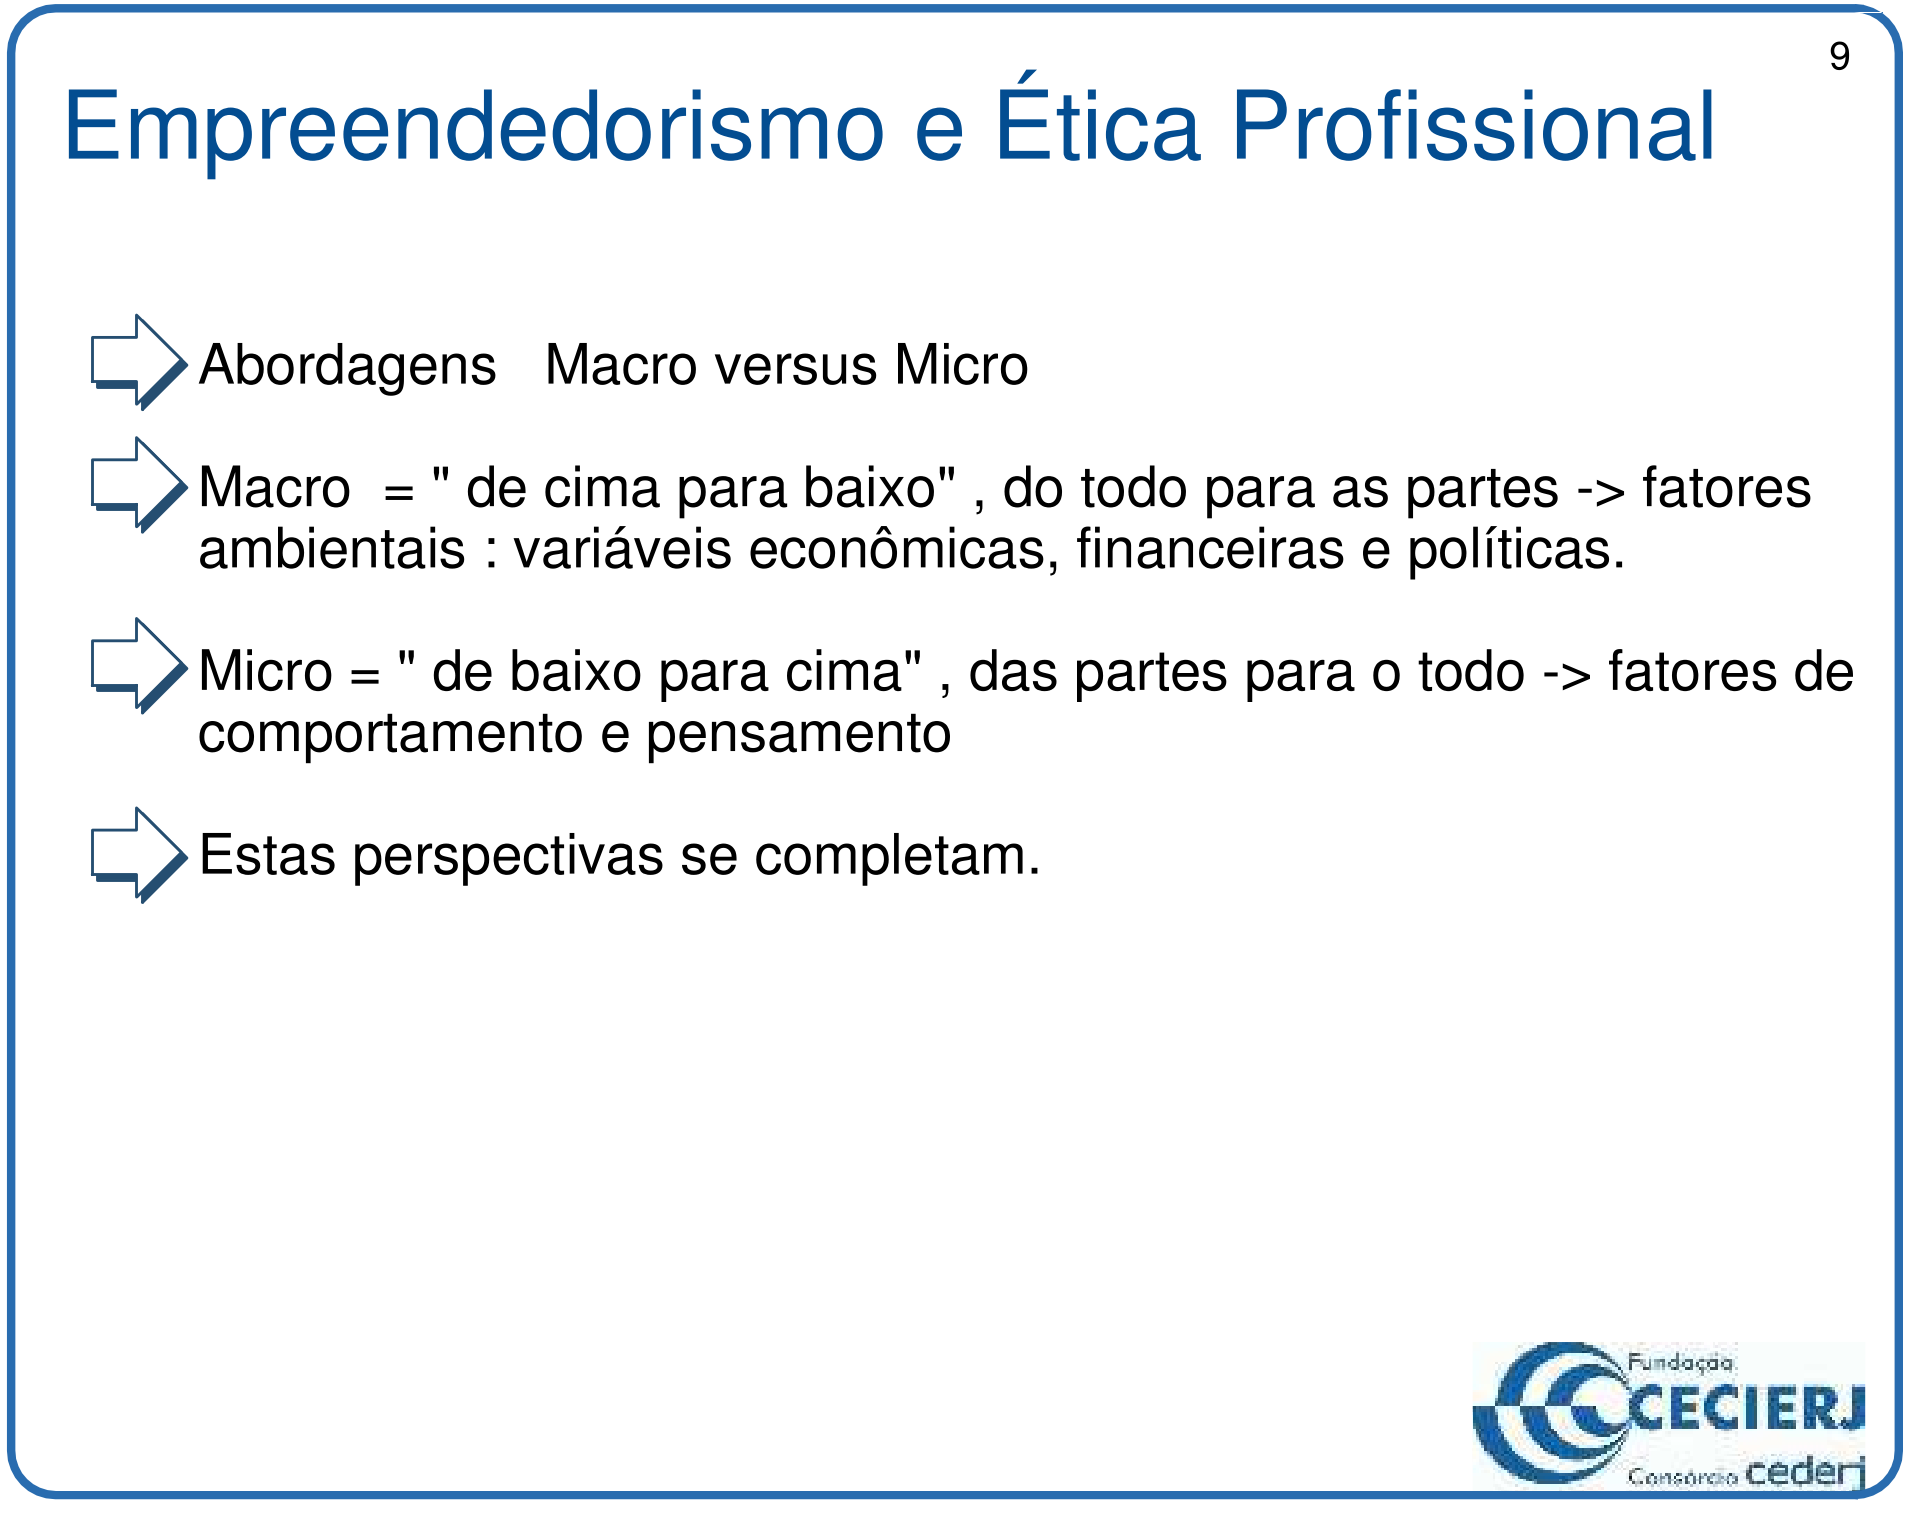 9
Empreendedorismo e Ética Profissional
Abordagens   Macro versus Micro
Macro  = " de cima para baixo" , do todo para as partes -> fatores
ambientais : variáveis econômicas, financeiras e políticas.
Micro = " de baixo para cima" , das partes para o todo -> fatores de
comportamento e pensamento
Estas perspectivas se completam.
Fundação
CECIERJ
Consórcio cederj